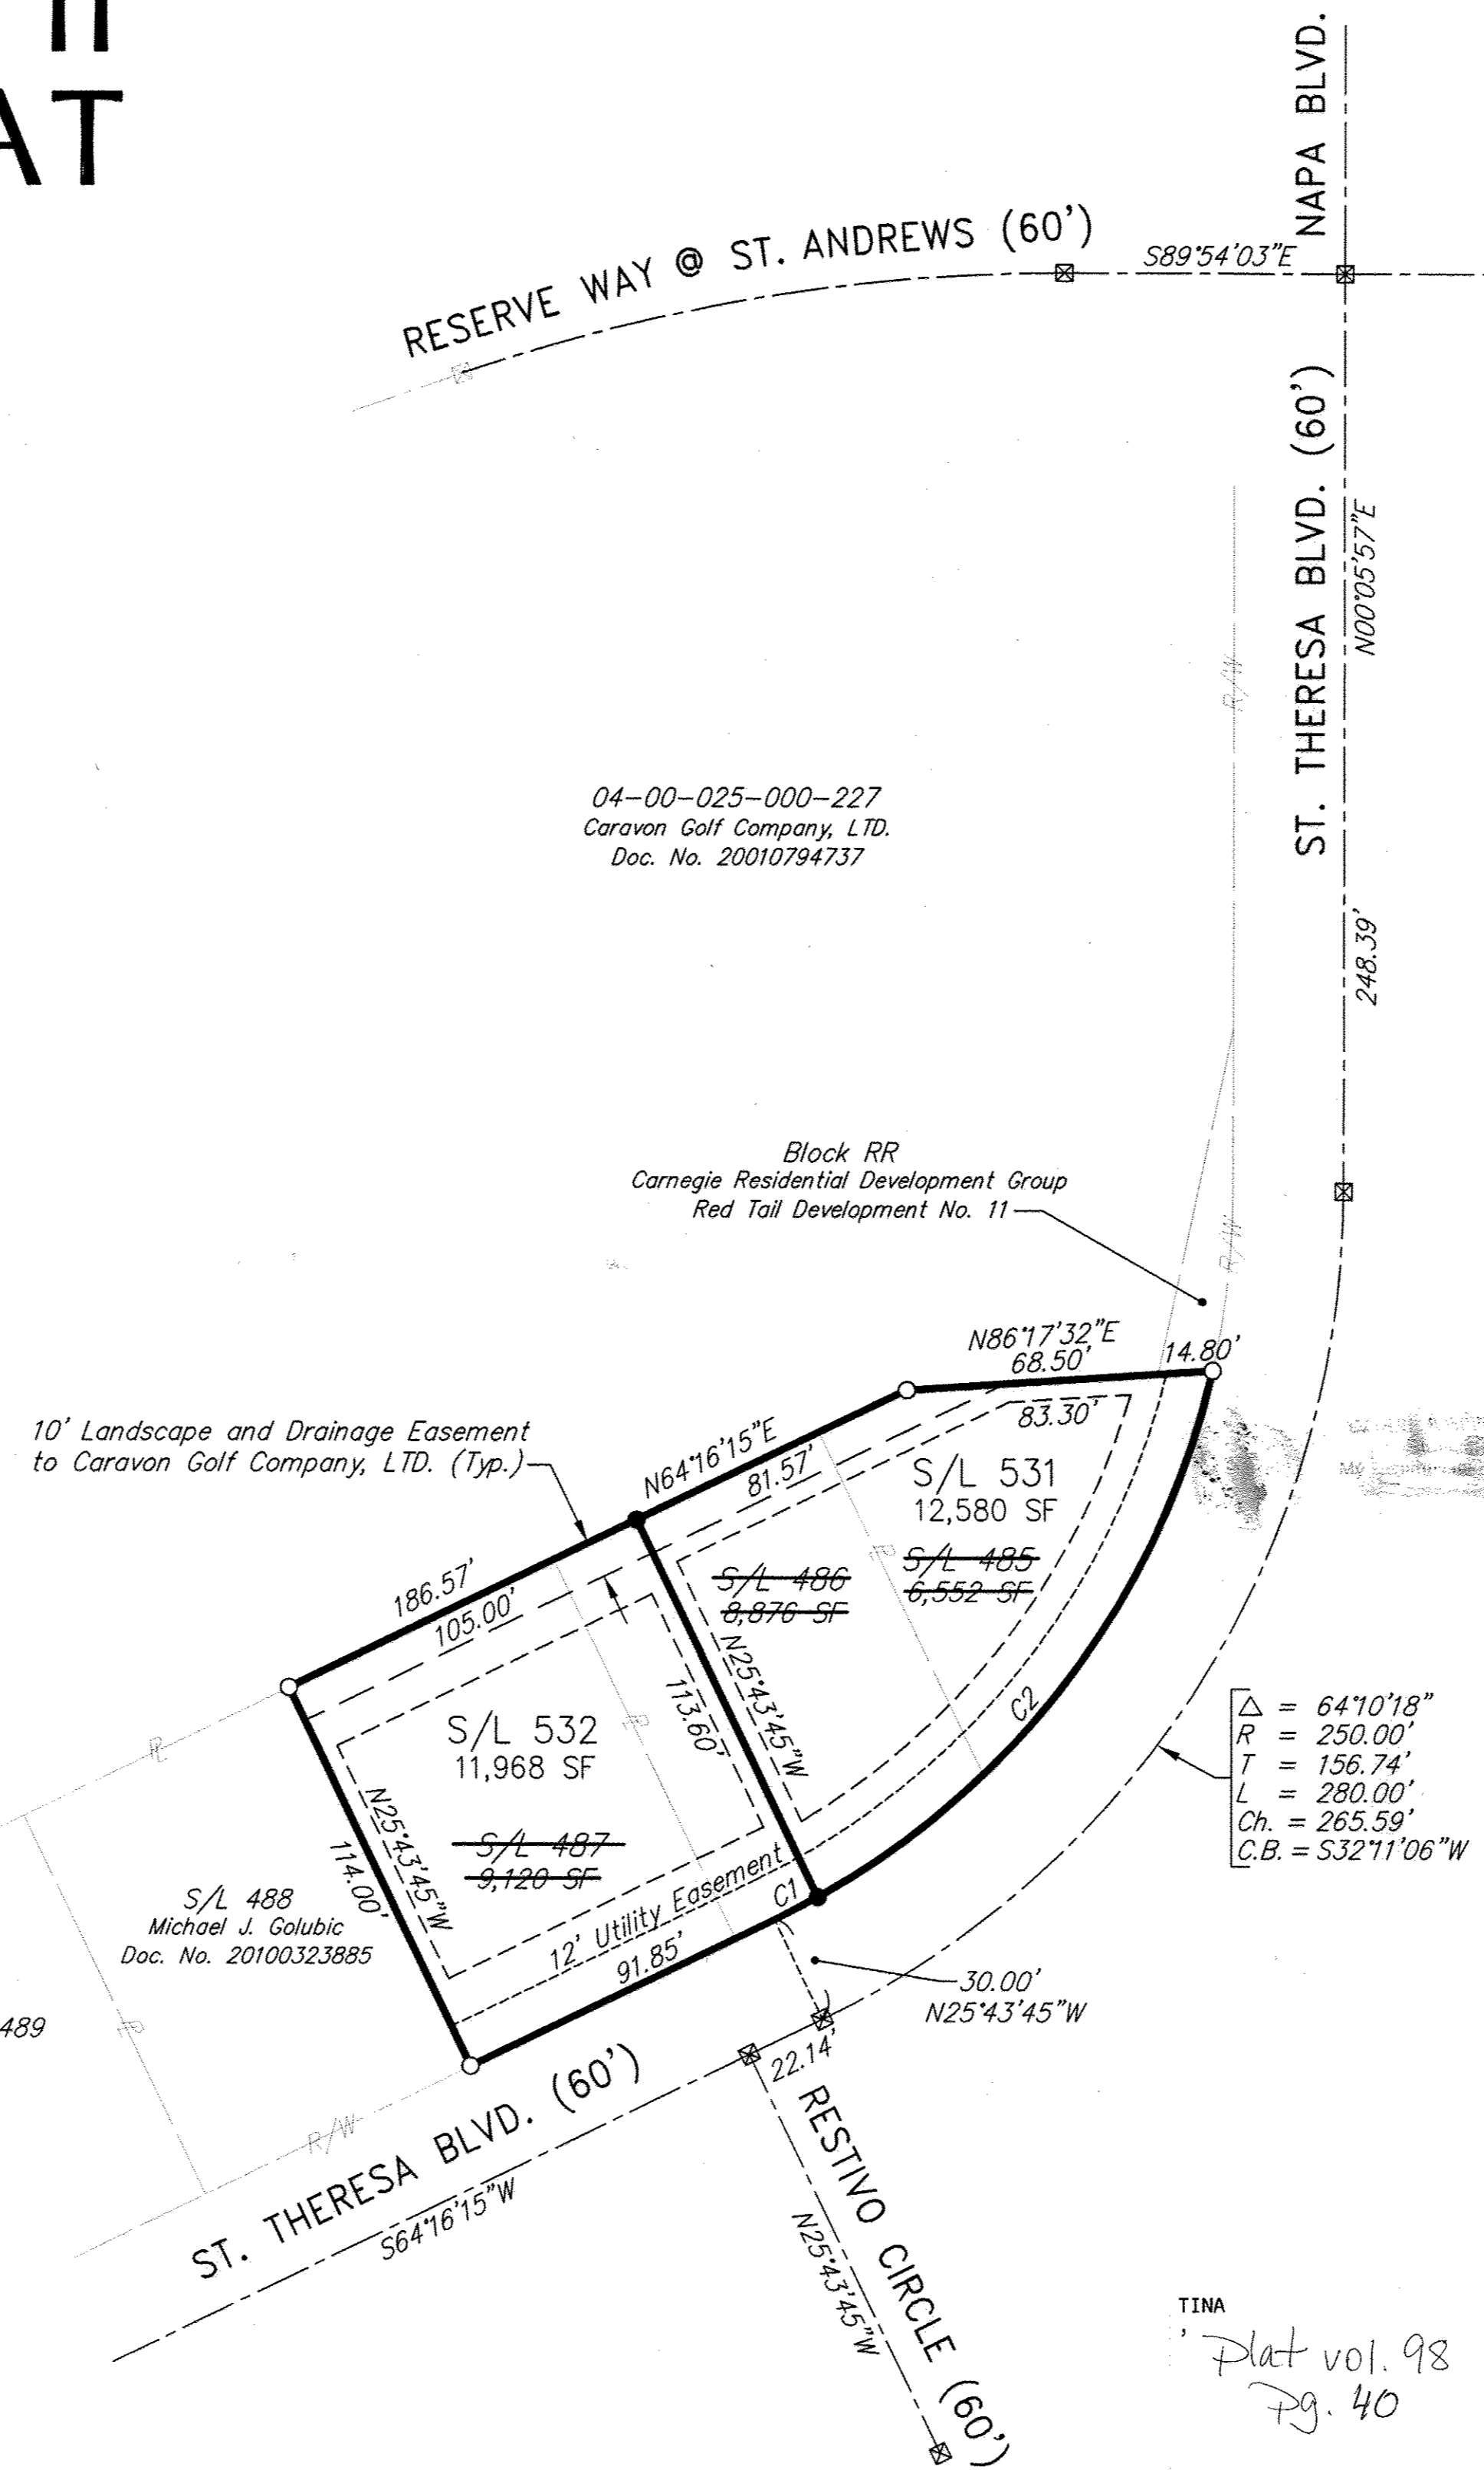 AT
NAPA BLVD.
RESERVE WAY @ ST. ANDREWS (60')
S89°54'03"E
ST. THERESA BLVD. (60')
N00°05'57"E
248.39'
R/W
04-00-025-000-227
Caravon Golf Company, LTD.
Doc. No. 20010794737
Block RR
Carnegie Residential Development Group
Red Tail Development No. 11
R/W
N86°17'32"E
68.50'
14.80'
83.30'
10' Landscape and Drainage Easement
to Caravon Golf Company, LTD. (Typ.)
N64°16'15"E
81.57'
S/L 531
12,580 SF
S/L 485
6,552 SF
S/L 486
8,876 SF
186.57'
105.00'
N25°43'45"W
113.60'
C2
S/L 532
11,968 SF
S/L 487
9,120 SF
N25°43'45"W
114.00'
12' Utility Easement
C1
91.85'
Δ = 64°10'18"
R = 250.00'
T = 156.74'
L = 280.00'
Ch. = 265.59'
C.B. = S32°11'06"W
S/L 488
Michael J. Golubic
Doc. No. 20100323885
489
30.00'
N25°43'45"W
22.14'
R/W
ST. THERESA BLVD. (60')
S64°16'15"W
RESTIVO CIRCLE (60')
N25°43'45"W
TINA
Plat vol. 98
Pg. 40